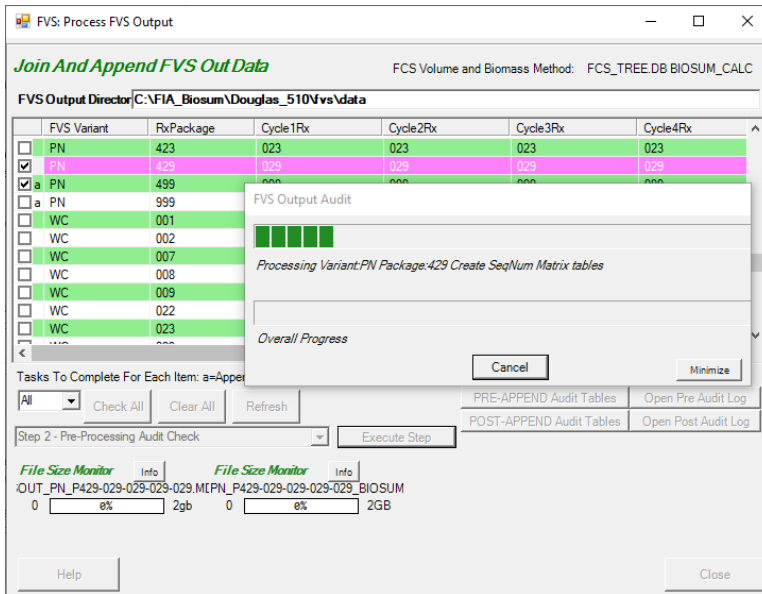 FVS: Process FVS Output
Join And Append FVS Out Data
FCS Volume and Biomass Method: FCS_TREE.DB BIOSUM_CALC
FVS Output Director C:\FIA_Biosum\Douglas_510\fvs\data
FVS Variant RxPackage Cycle1Rx Cycle2Rx Cycle3Rx Cycle4Rx
PN 423 023 023 023 023
PN 429 029 029 029 029
a PN 499
a PN 999
WC 001
WC 002
WC 007
WC 008
WC 009
WC 022
WC 023
FVS Output Audit
Processing Variant:PN Package:429 Create SeqNum Matrix tables
Overall Progress
Cancel
Minimize
Tasks To Complete For Each Item: a=Appe
All Check All Clear All Refresh
PRE-APPEND Audit Tables Open Pre Audit Log
POST-APPEND Audit Tables Open Post Audit Log
Step 2 - Pre-Processing Audit Check Execute Step
File Size Monitor Info File Size Monitor Info
OUT_PN_P429-029-029-029-029.M PN_P429-029-029-029-029_BIOSUM
0 0% 2gb 0 0% 2GB
Help Close